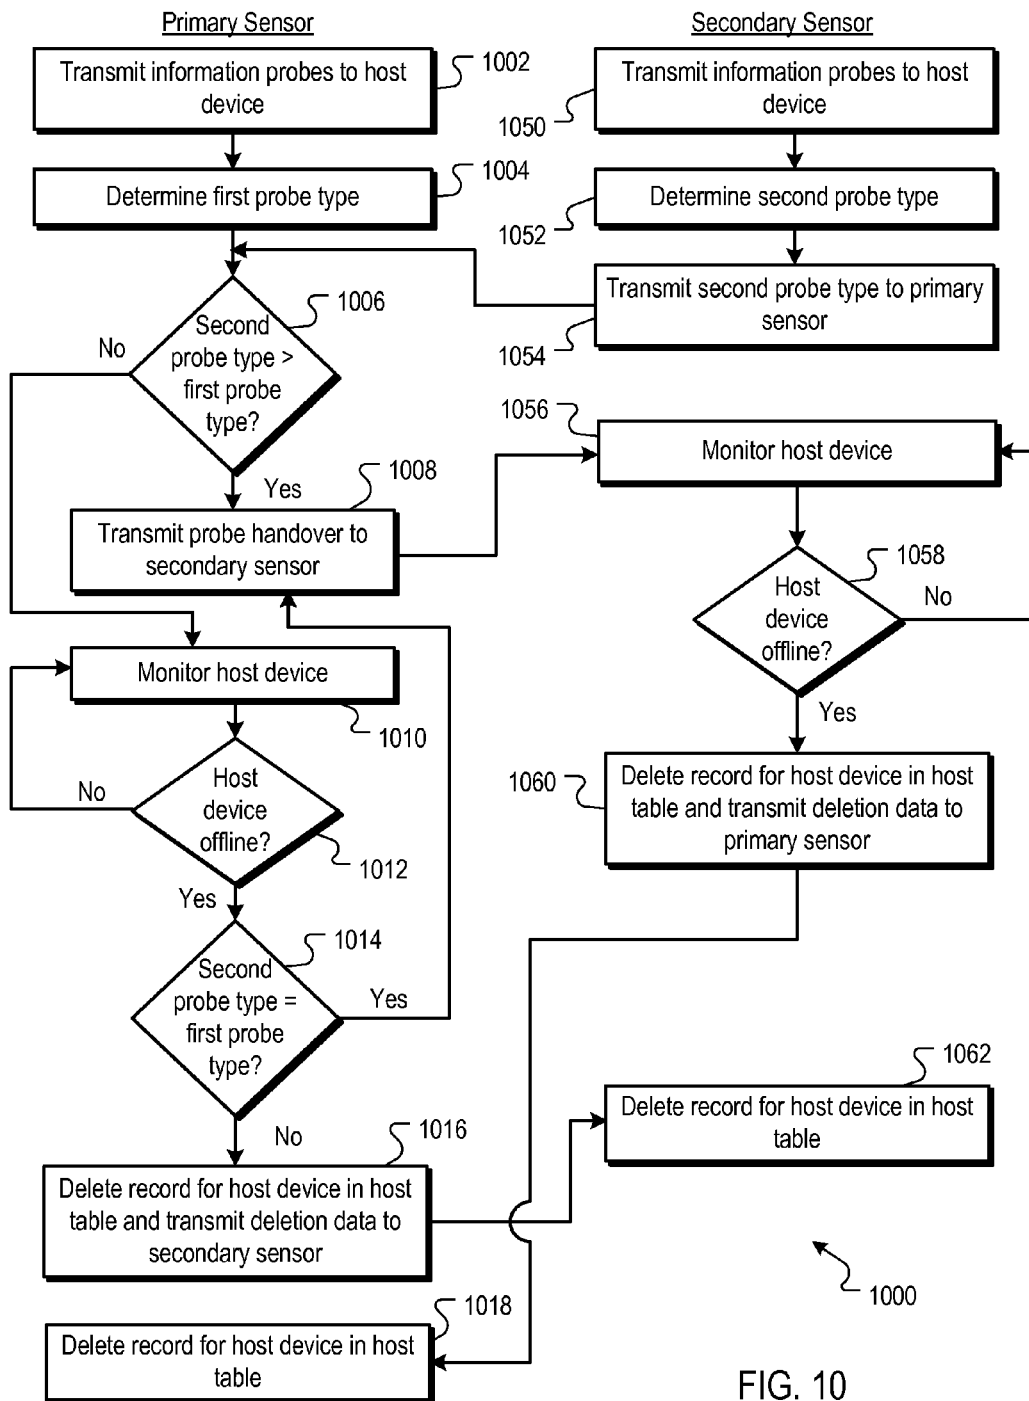 Primary Sensor
Transmit information probes to host
device
1002
Determine first probe type
1004
Second
probe type >
first probe
type?
1006
No
Yes
Transmit probe handover to
secondary sensor
1008
Monitor host device
1010
Host
device
offline?
1012
No
Yes
Second
probe type =
first probe
type?
1014
Yes
No
Delete record for host device in host
table and transmit deletion data to
secondary sensor
1016
Delete record for host device in host
table
1018
Secondary Sensor
Transmit information probes to host
device
1050
Determine second probe type
1052
Transmit second probe type to primary
sensor
1054
Monitor host device
1056
Host
device
offline?
1058
No
Yes
Delete record for host device in host
table and transmit deletion data to
primary sensor
1060
Delete record for host device in host
table
1062
1000
FIG. 10